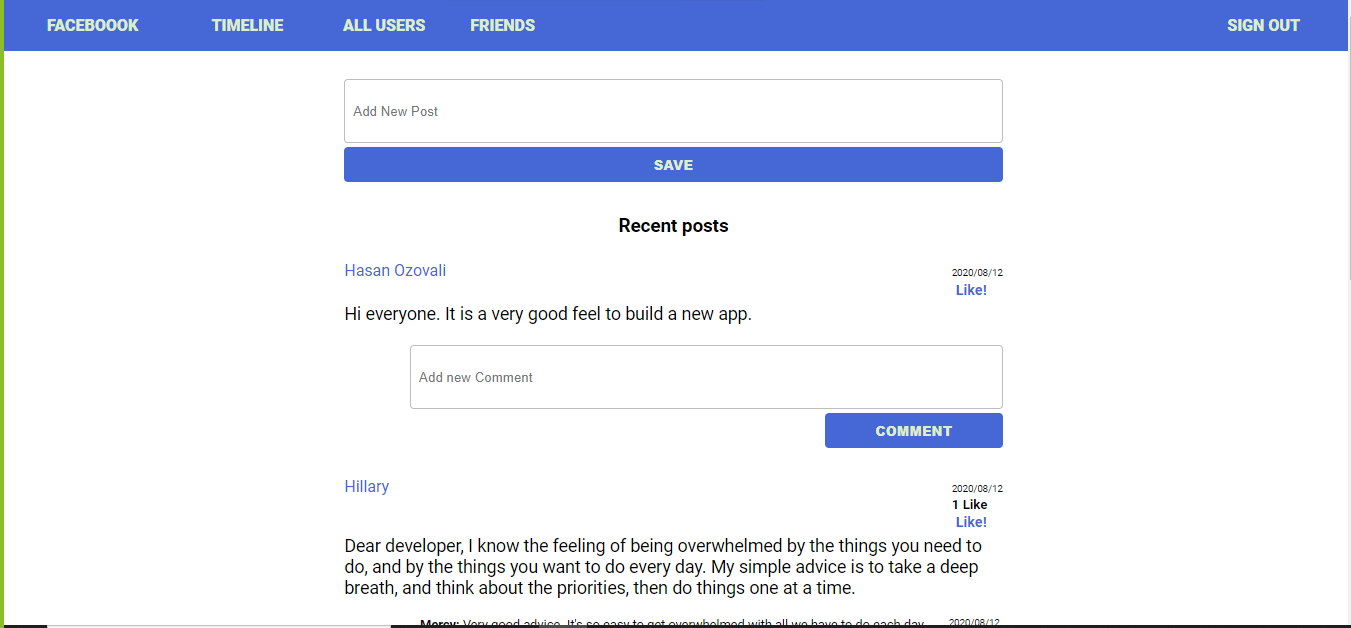 FACEBOOOK TIMELINE ALL USERS FRIENDS SIGN OUT
Add New Post
SAVE
Recent posts
Hasan Ozovali 2020/08/12
Like!
Hi everyone. It is a very good feel to build a new app.
Add new Comment
COMMENT
Hillary 2020/08/12
1 Like
Like!
Dear developer, I know the feeling of being overwhelmed by the things you need to
do, and by the things you want to do every day. My simple advice is to take a deep
breath, and think about the priorities, then do things one at a time.
Mercy: Very good advice. It's so easy to get overwhelmed with all we have to do each day. 2020/08/12